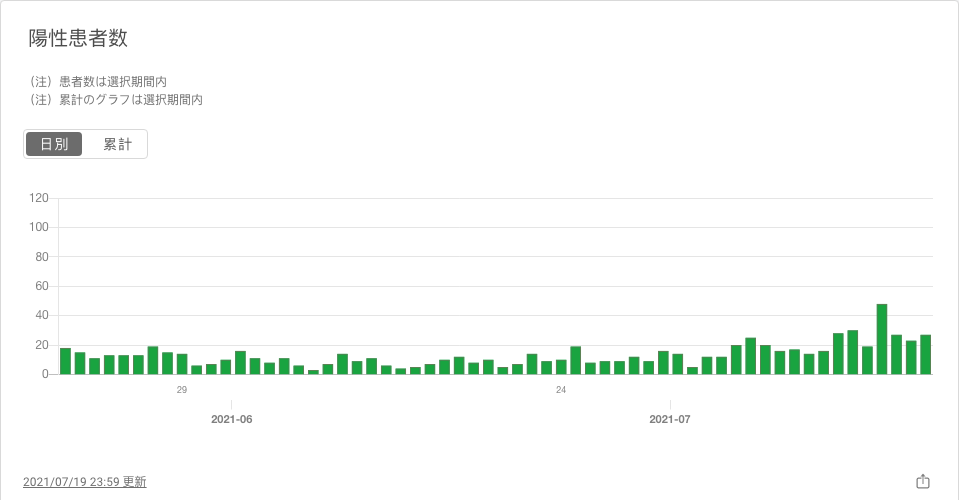 陽性患者数
（注）患者数は選択期間内
（注）累計のグラフは選択期間内
日別 累計
120
100
80
60
40
20
0
29 24
2021-06 2021-07
2021/07/19 23:59 更新